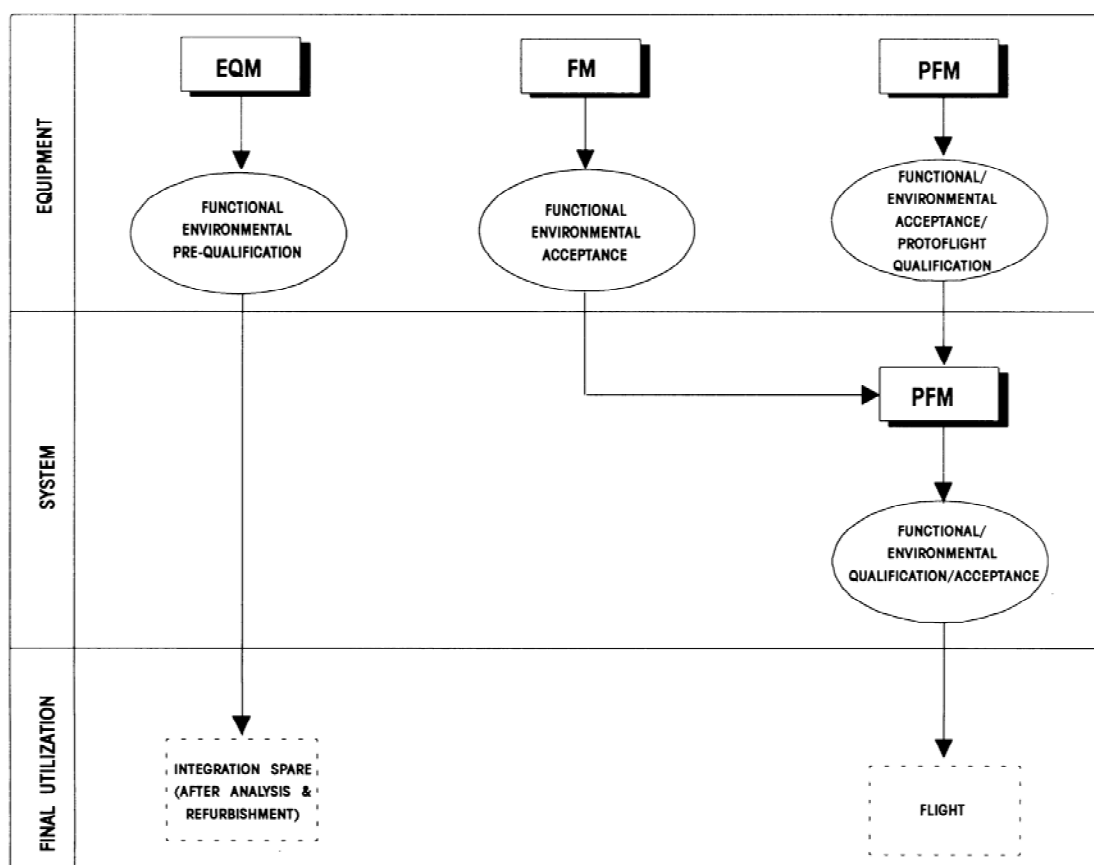 EQUIPMENT
EQM
FM
PFM
FUNCTIONAL
ENVIRONMENTAL
PRE-QUALIFICATION
FUNCTIONAL
ENVIRONMENTAL
ACCEPTANCE
FUNCTIONAL/
ENVIRONMENTAL
ACCEPTANCE/
PROTOFLIGHT
QUALIFICATION
SYSTEM
PFM
FUNCTIONAL/
ENVIRONMENTAL
QUALIFICATION/ACCEPTANCE
FINAL UTILIZATION
INTEGRATION SPARE
(AFTER ANALYSIS &
REFURBISHMENT)
FLIGHT